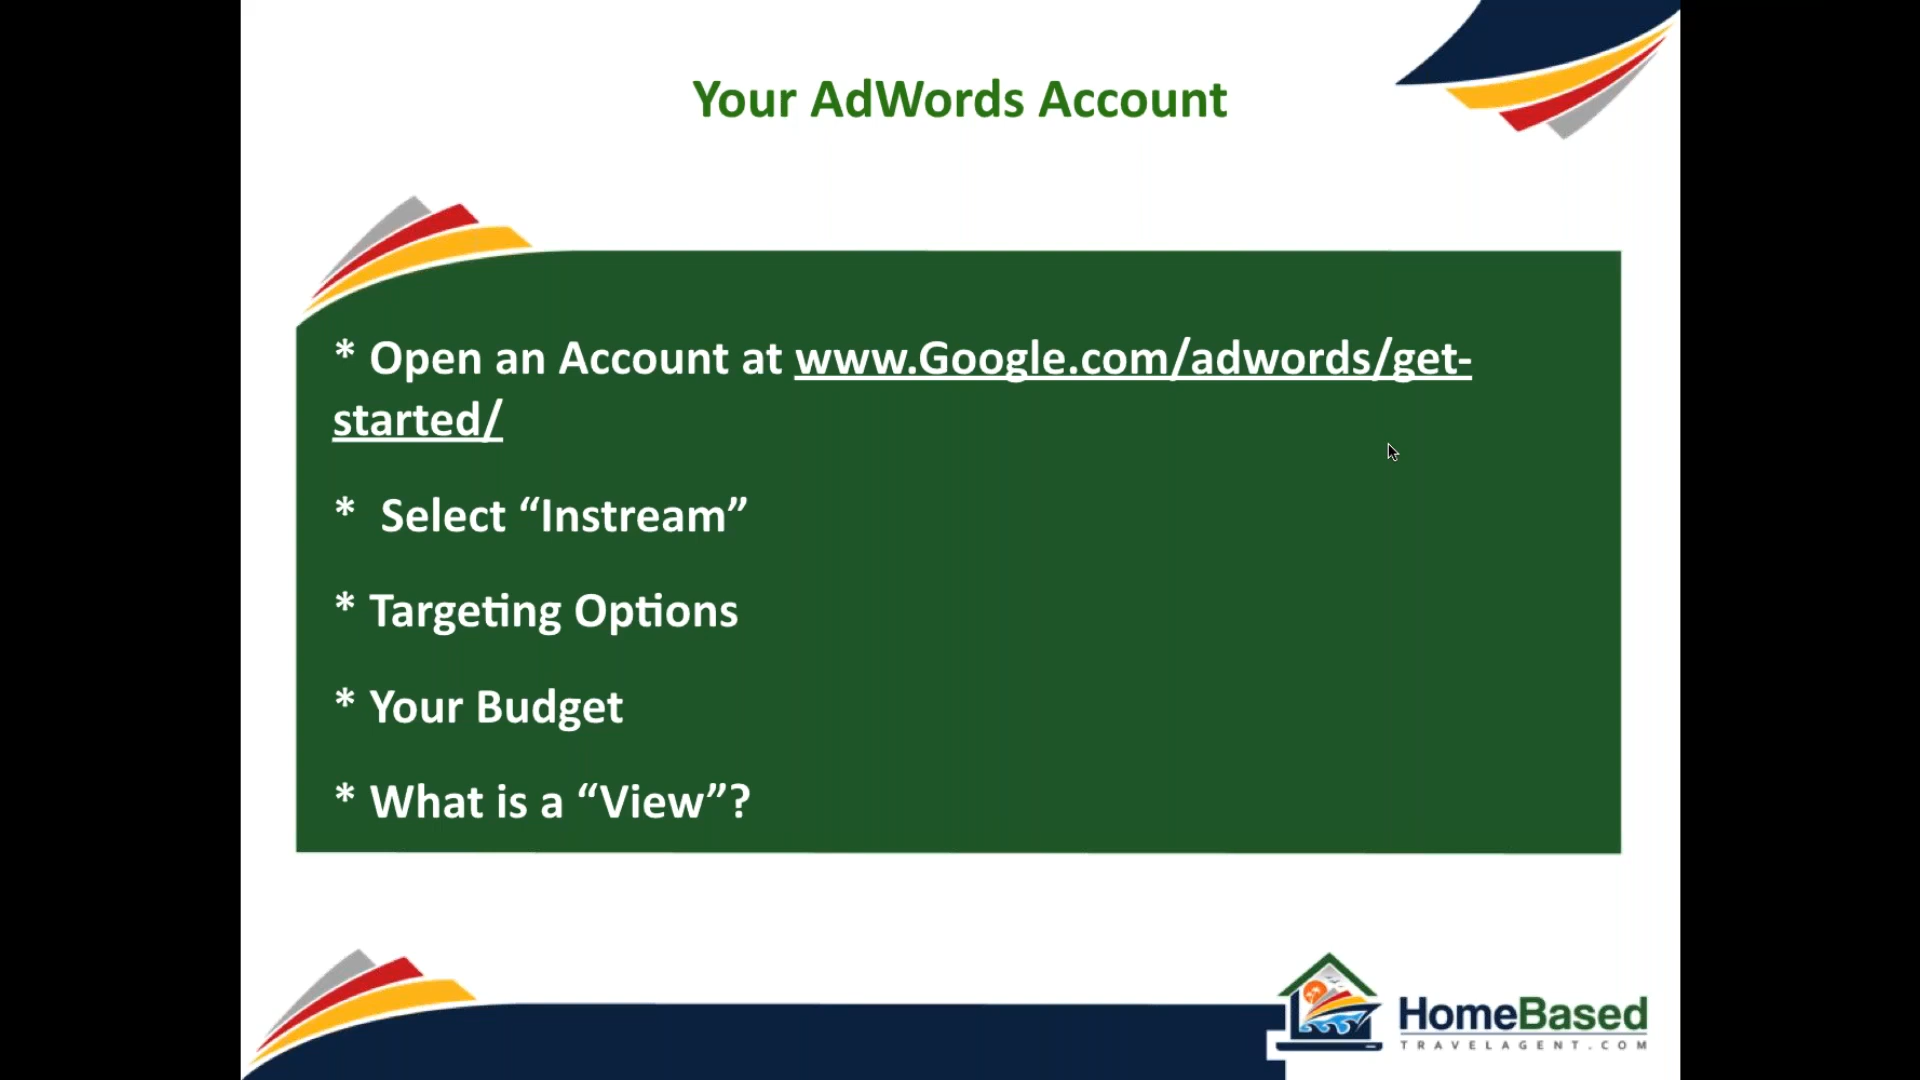 Your AdWords Account
* Open an Account at www.Google.com/adwords/get-
started/
* Select “Instream”
* Targeting Options
* Your Budget
* What is a “View”?
HomeBased
TRAVELAGENT.COM